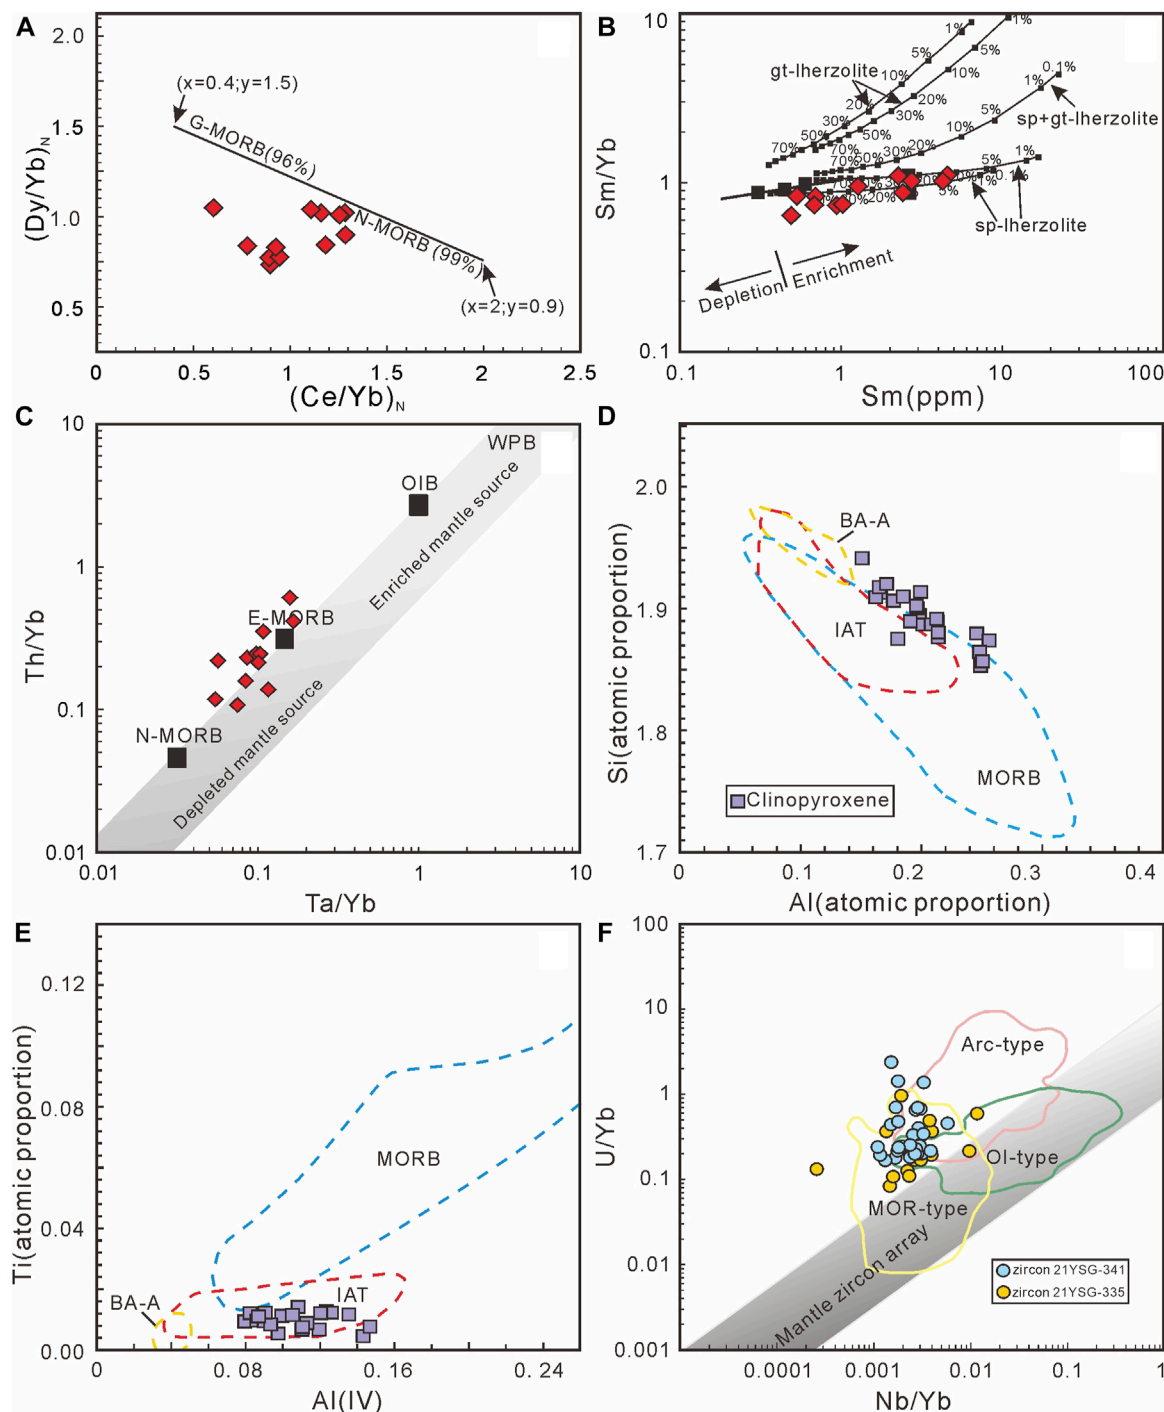 A
2.0
1.5
1.0
0.5
(Dy/Yb)N
(x=0.4;y=1.5)
G-MORB(96%)
N-MORB (99%)
(x=2;y=0.9)
0 0.5 1 1.5 2 2.5
(Ce/Yb)N
B
10
1
0.1
Sm/Yb
gt-lherzolite
1% 5% 10% 20% 30% 50% 70%
1% 5% 10% 20% 30% 50% 70%
0.1% 1% 5% 10% 20% 30% 50% 70%
sp+gt-lherzolite
1% 5%
0.1%
1% 5% 20%
sp-lherzolite
Depletion
Enrichment
0.1 1 10 100
Sm(ppm)
C
10
1
0.1
0.01
Th/Yb
WPB
OIB
Enriched mantle source
E-MORB
N-MORB
Depleted mantle source
0.01 0.1 1 10
Ta/Yb
D
2.0
1.9
1.8
1.7
Si(atomic proportion)
BA-A
IAT
MORB
Clinopyroxene
0 0.1 0.2 0.3 0.4
Al(atomic proportion)
E
0.12
0.08
0.04
0.00
Ti(atomic proportion)
MORB
BA-A
IAT
0 0.08 0.16 0.24
Al(IV)
F
100
10
1
0.1
0.01
0.001
U/Yb
Arc-type
OI-type
MOR-type
Mantle zircon array
zircon 21YSG-341
zircon 21YSG-335
0.0001 0.001 0.01 0.1 1
Nb/Yb